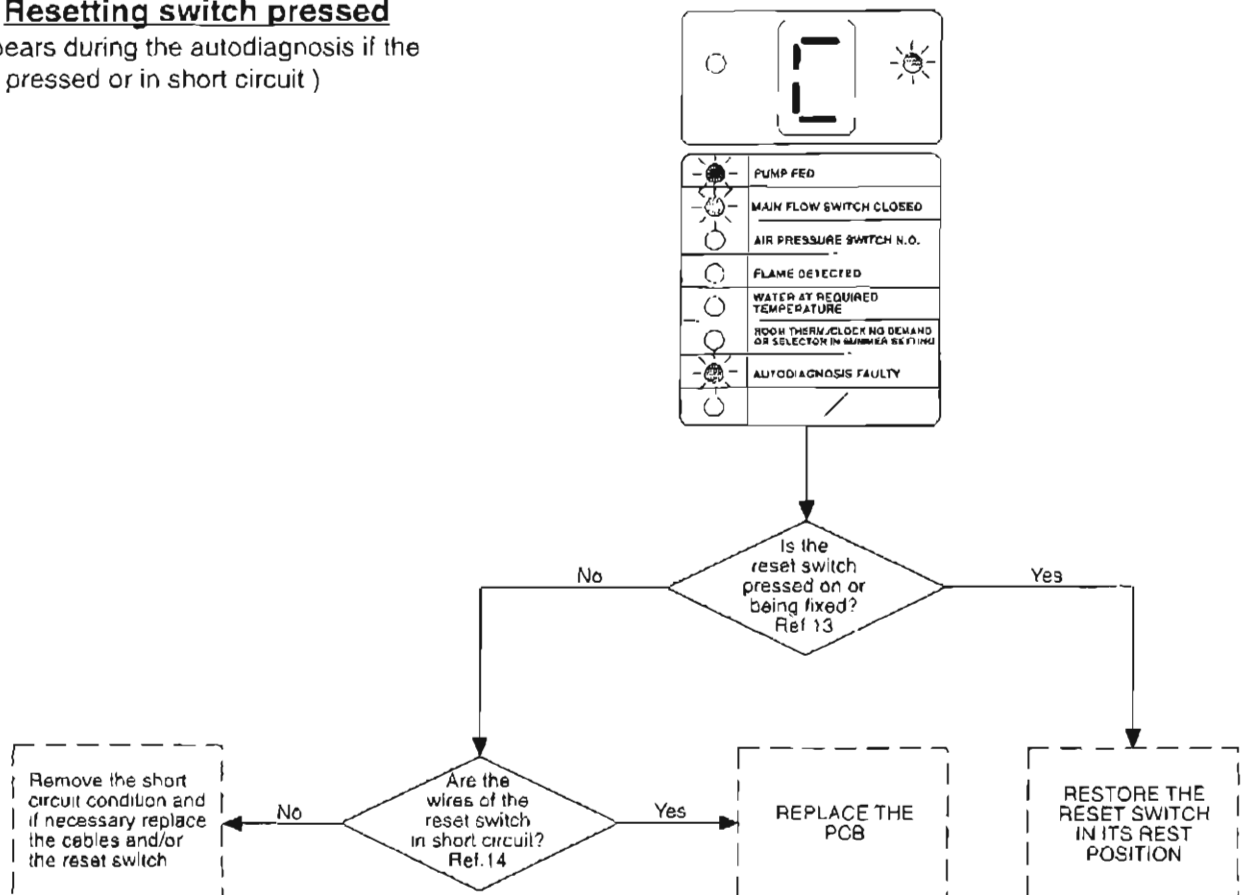 Resetting switch pressed
ears during the autodiagnosis if the
pressed or in short circuit )
C
PUMP FED
MAIN FLOW SWITCH CLOSED
AIR PRESSURE SWITCH N.O.
FLAME DETECTED
WATER AT REQUIRED
TEMPERATURE
ROOM THERM./CLOCK NO DEMAND
OR SELECTOR IN SUMMER SETTING
AUTODIAGNOSIS FAULTY
Is the
reset switch
pressed on or
being fixed?
Ref 13
No
Yes
Are the
wires of the
reset switch
in short circuit?
Ref.14
No
Yes
Remove the short
circuit condition and
if necessary replace
the cables and/or
the reset switch
REPLACE THE
PCB
RESTORE THE
RESET SWITCH
IN ITS REST
POSITION